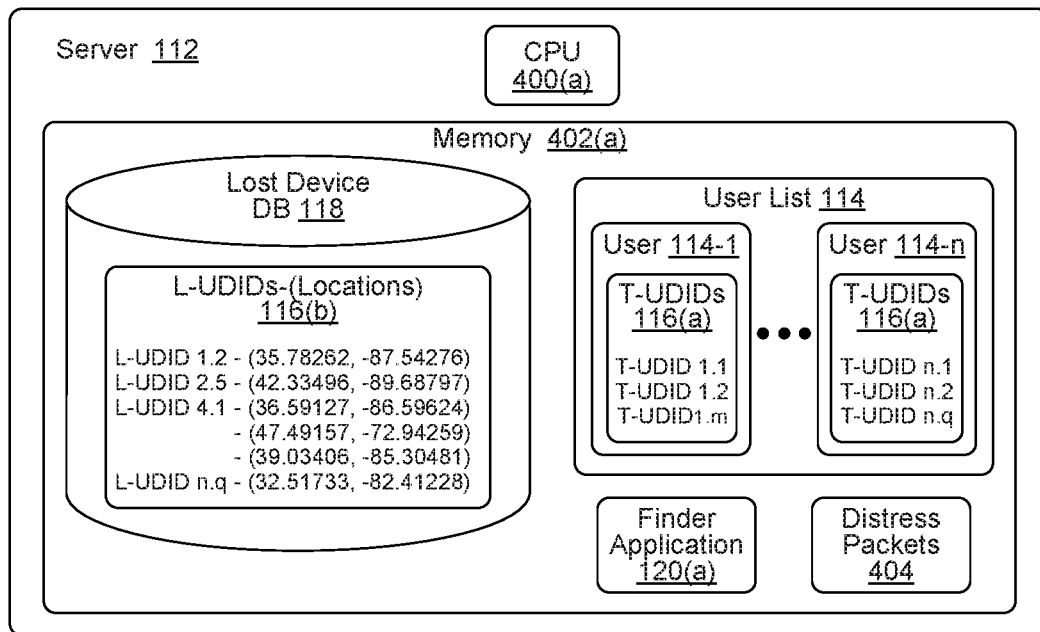 Server 112
CPU
400(a)
Memory 402(a)
Lost Device
DB 118
L-UDIDs-(Locations)
116(b)
L-UDID 1.2 - (35.78262, -87.54276)
L-UDID 2.5 - (42.33496, -89.68797)
L-UDID 4.1 - (36.59127, -86.59624)
- (47.49157, -72.94259)
- (39.03406, -85.30481)
L-UDID n.q - (32.51733, -82.41228)
User List 114
User 114-1
T-UDIDs
116(a)
T-UDID 1.1
T-UDID 1.2
T-UDID1.m
User 114-n
T-UDIDs
116(a)
T-UDID n.1
T-UDID n.2
T-UDID n.q
Finder
Application
120(a)
Distress
Packets
404